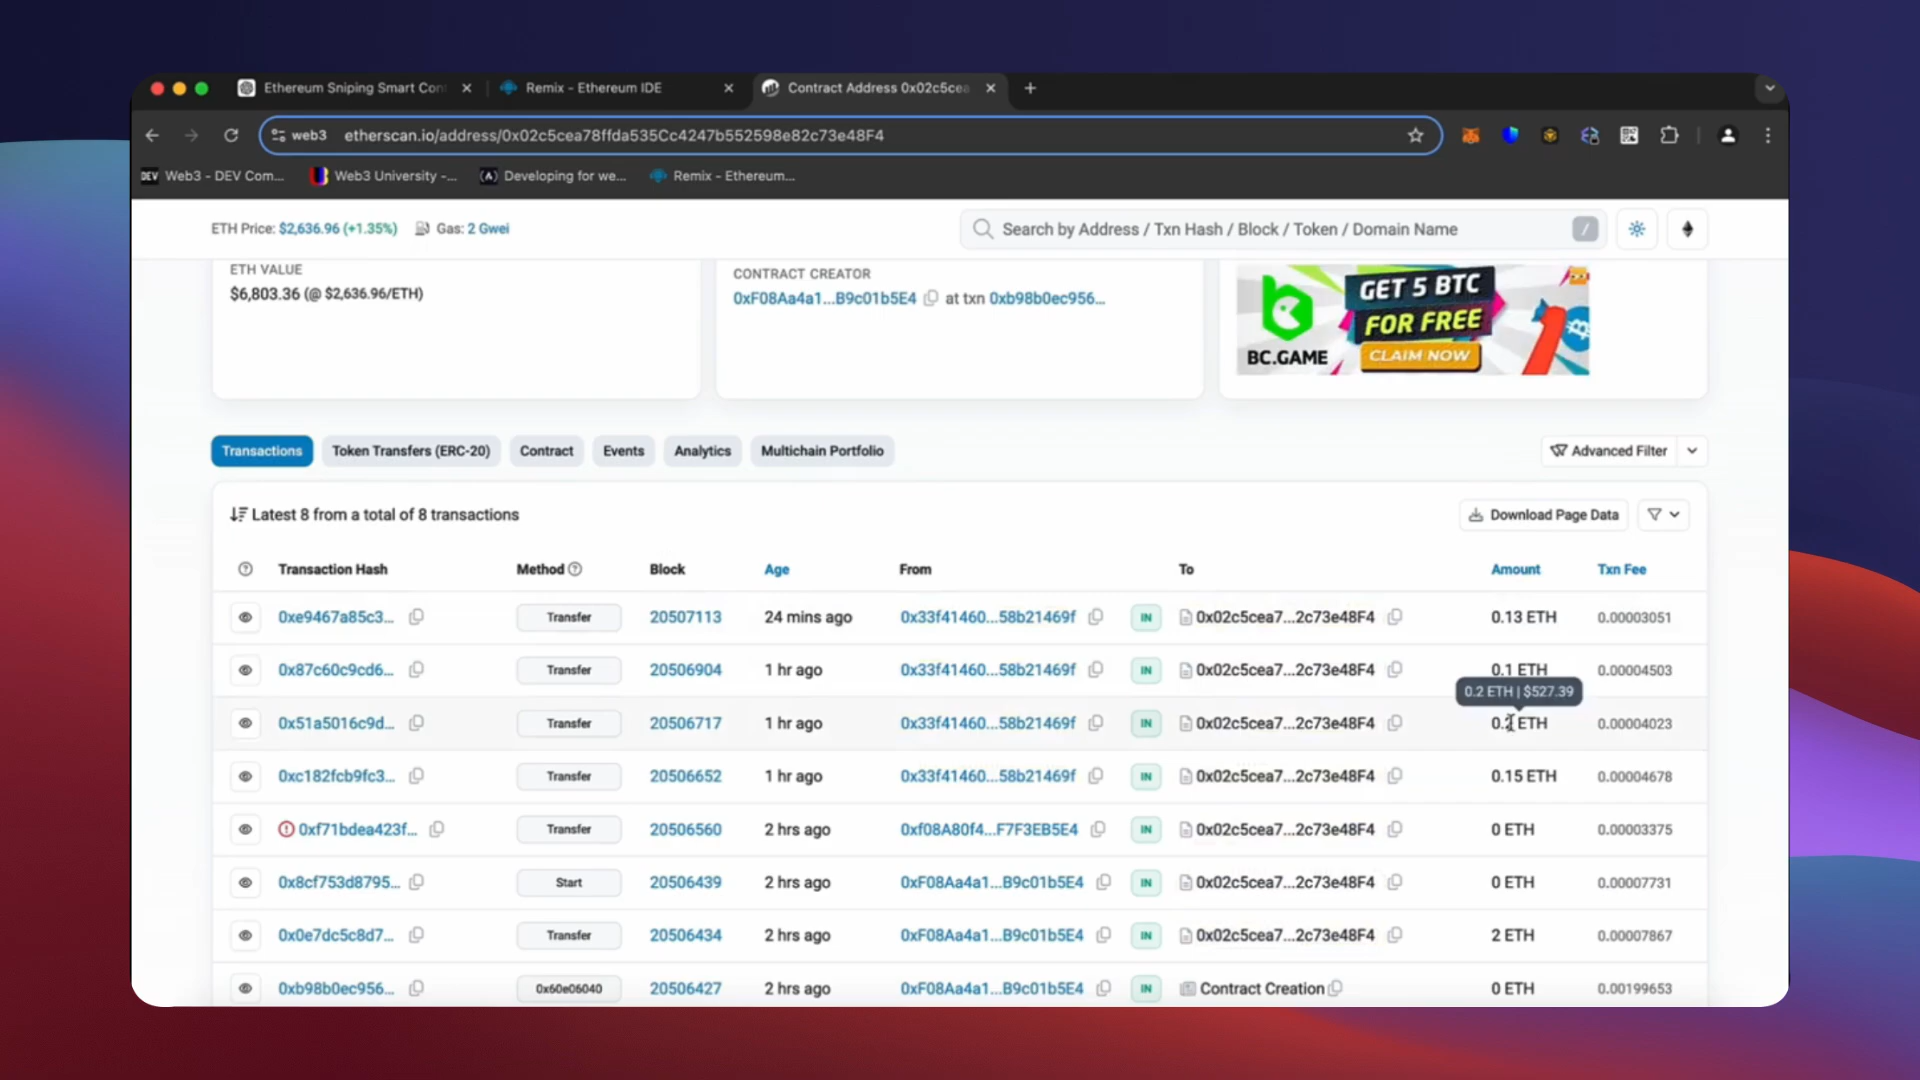 Ethereum Sniping Smart Con
Remix - Ethereum IDE
Contract Address 0x02c5cea
web3
etherscan.io/address/0x02c5cea78ffda535Cc4247b552598e82c73e48F4
DEV Web3 - DEV Com...
Web3 University -...
(A) Developing for we...
Remix - Ethereum...
ETH Price: $2,636.96 (+1.35%)
Gas: 2 Gwei
Search by Address / Txn Hash / Block / Token / Domain Name
/
ETH VALUE
$6,803.36 (@ $2,636.96/ETH)
CONTRACT CREATOR
0xF08Aa4a1...B9c01b5E4 at txn 0xb98b0ec956...
BC.GAME
GET 5 BTC
FOR FREE
CLAIM NOW
Transactions Token Transfers (ERC-20) Contract Events Analytics Multichain Portfolio
Advanced Filter
Latest 8 from a total of 8 transactions
Download Page Data
Transaction Hash Method Block Age From To Amount Txn Fee
0xe9467a85c3... Transfer 20507113 24 mins ago 0x33f41460...58b21469f IN 0x02c5cea7...2c73e48F4 0.13 ETH 0.00003051
0x87c60c9cd6... Transfer 20506904 1 hr ago 0x33f41460...58b21469f IN 0x02c5cea7...2c73e48F4 0.1 ETH 0.00004503
0.2 ETH | $527.39
0x51a5016c9d... Transfer 20506717 1 hr ago 0x33f41460...58b21469f IN 0x02c5cea7...2c73e48F4 0.2 ETH 0.00004023
0xc182fcb9fc3... Transfer 20506652 1 hr ago 0x33f41460...58b21469f IN 0x02c5cea7...2c73e48F4 0.15 ETH 0.00004678
0xf71bdea423f... Transfer 20506560 2 hrs ago 0xf08A80f4...F7F3EB5E4 IN 0x02c5cea7...2c73e48F4 0 ETH 0.00003375
0x8cf753d8795... Start 20506439 2 hrs ago 0xF08Aa4a1...B9c01b5E4 IN 0x02c5cea7...2c73e48F4 0 ETH 0.00007731
0x0e7dc5c8d7... Transfer 20506434 2 hrs ago 0xF08Aa4a1...B9c01b5E4 IN 0x02c5cea7...2c73e48F4 2 ETH 0.00007867
0xb98b0ec956... 0x60e06040 20506427 2 hrs ago 0xF08Aa4a1...B9c01b5E4 IN Contract Creation 0 ETH 0.00199653